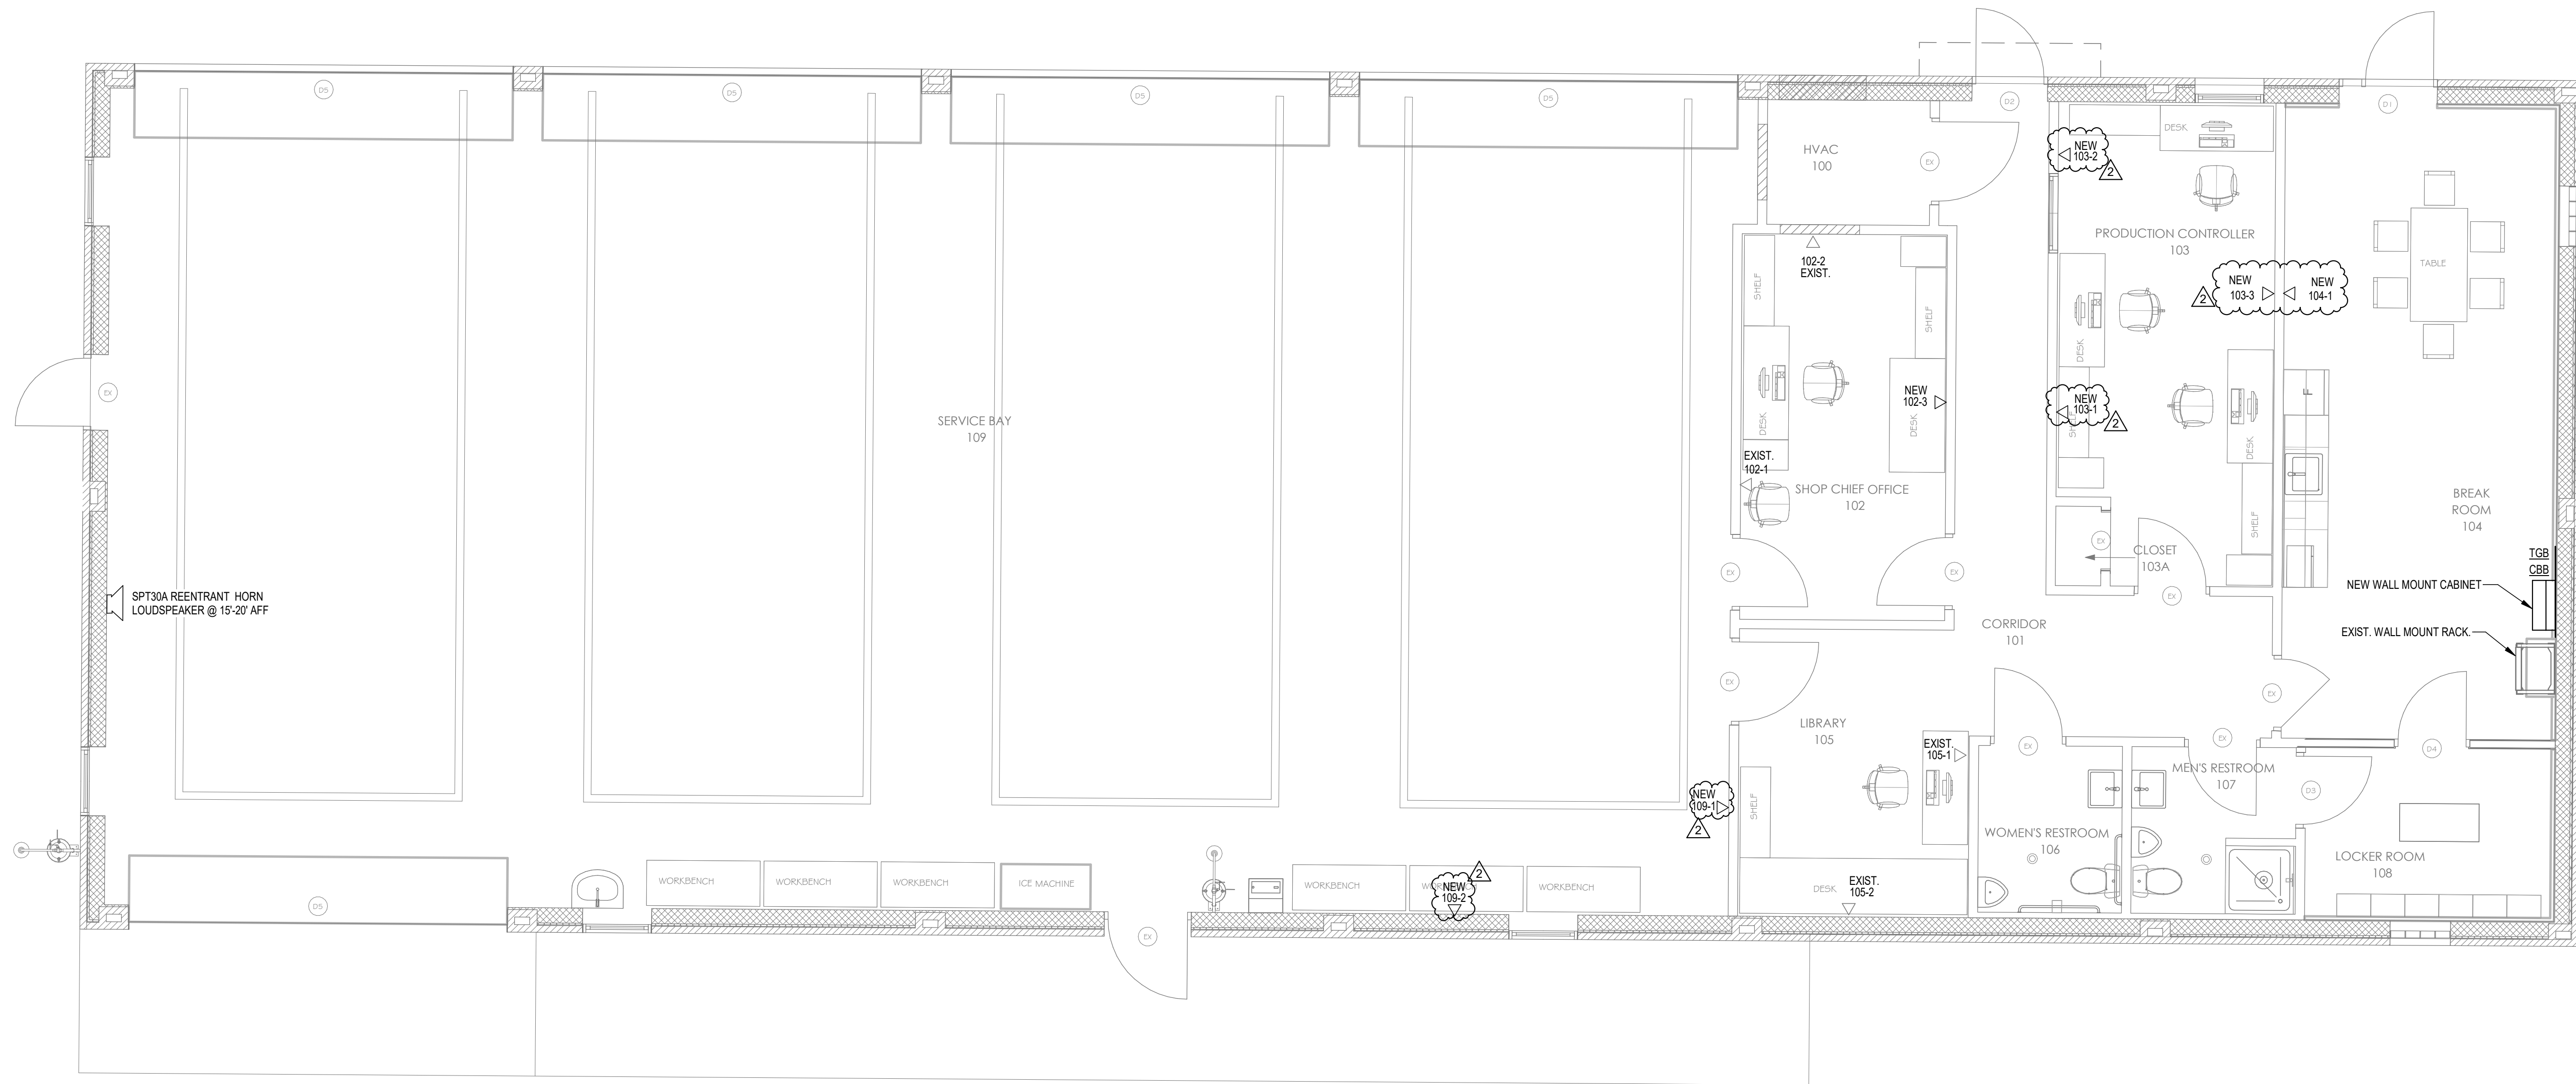 D5
D5
D5
D5
D2
D1
HVAC
100
EX
DESK
NEW
103-2
2
PRODUCTION CONTROLLER
103
TABLE
102-2
EXIST.
SHELF
NEW
103-3
2
NEW
104-1
SHELF
DESK
EX
SERVICE BAY
109
DESK
NEW
102-3
DESK
NEW
103-1
2
SHELF
F
DESK
EXIST.
102-1
SHOP CHIEF OFFICE
102
BREAK
ROOM
104
SHELF
EX
EX
EX
CLOSET
103A
TGB
CBB
NEW WALL MOUNT CABINET
EX
SPT30A REENTRANT HORN
LOUDSPEAKER @ 15'-20' AFF
CORRIDOR
101
EXIST. WALL MOUNT RACK.
EX
EX
LIBRARY
105
EXIST.
105-1
EX
EX
D4
MEN'S RESTROOM
107
D3
NEW
109-1
2
SHELF
WOMEN'S RESTROOM
106
LOCKER ROOM
108
WORKBENCH
WORKBENCH
WORKBENCH
ICE MACHINE
WORKBENCH
WORKBENCH
NEW
109-2
2
WORKBENCH
DESK
EXIST.
105-2
D5
EX